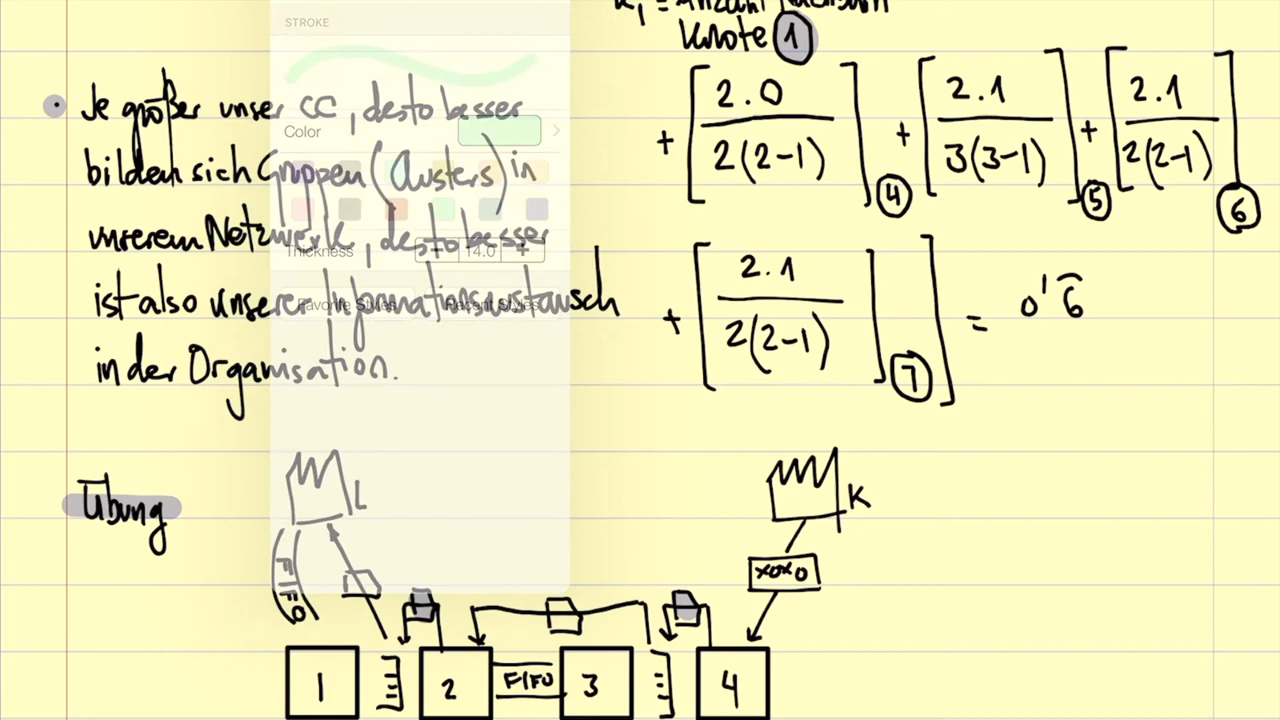 STROKE
Color
Thickness
14.0
Favorite Styles
Recent Styles
Knote 1
· Je größer unser CC, desto besser
bilden sich Gruppen (Clusters) in
unserem Netzwerk, desto besser
ist also unserer Informationsaustausch
in der Organisation.
+ [2.0 / 2(2-1)] 4 + [2.1 / 3(3-1)] 5 + [2.1 / 2(2-1)] 6
+ [2.1 / 2(2-1)] 7 ] = 0'6̑
Übung
L
K
(FIFO)
XOXO
1 2 FIFO 3 4